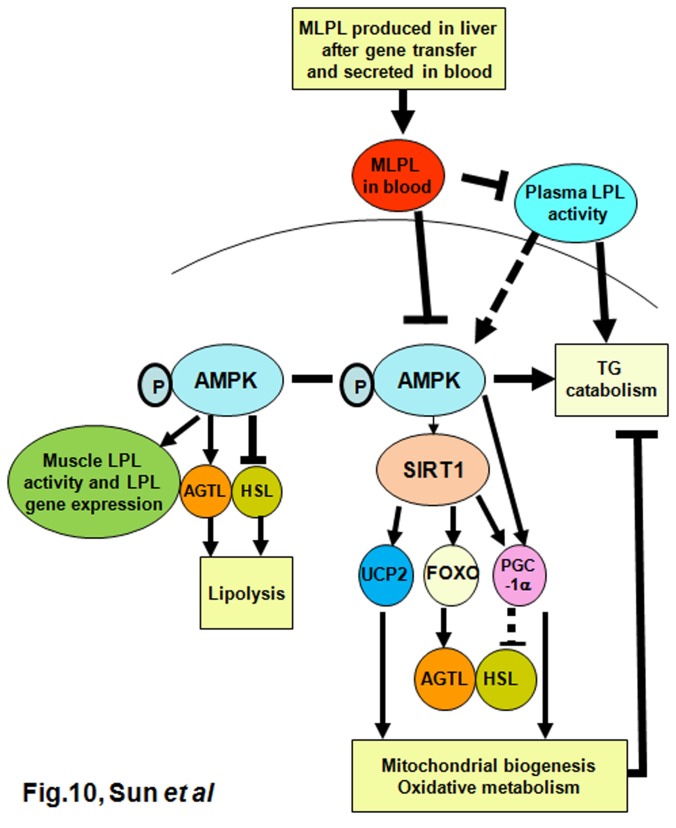 MLPL produced in liver
after gene transfer
and secreted in blood
MLPL
in blood
Plasma LPL
activity
P
AMPK
P
AMPK
TG
catabolism
Muscle LPL
activity and LPL
gene expression
AGTL
HSL
SIRT1
Lipolysis
UCP2
FOXO
PGC
-1α
AGTL
HSL
Mitochondrial biogenesis
Oxidative metabolism
Fig.10, Sun et al